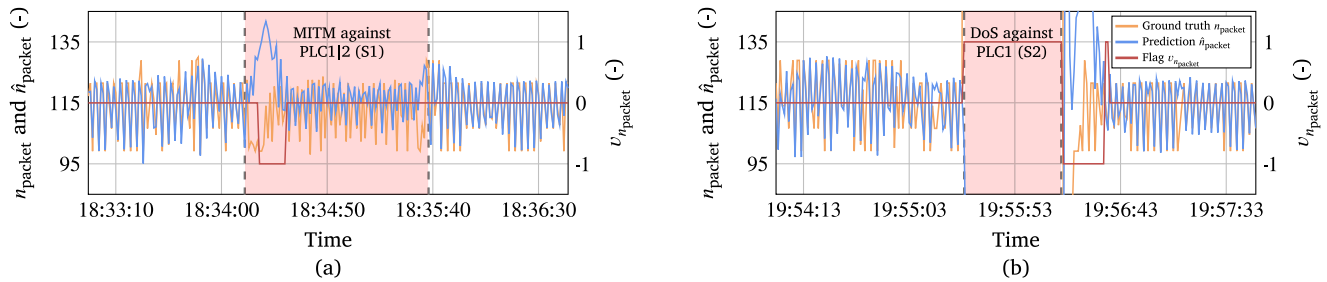 n_packet and n̂_packet (-)
135
115
95
MITM against
PLC1|2 (S1)
1
0
-1
υ_n_packet (-)
18:33:10 18:34:00 18:34:50 18:35:40 18:36:30
Time
(a)
n_packet and n̂_packet (-)
135
115
95
DoS against
PLC1 (S2)
Ground truth n_packet
Prediction n̂_packet
Flag υ_n_packet
1
0
-1
υ_n_packet (-)
19:54:13 19:55:03 19:55:53 19:56:43 19:57:33
Time
(b)